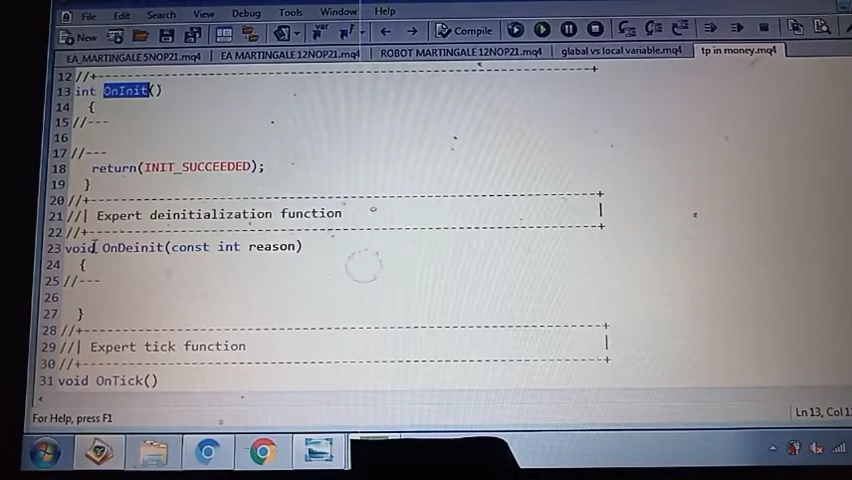 File Edit Search View Debug Tools Window Help
New Compile
EA_MARTINGALE 5NOP21.mq4 EA MARTINGALE 12NOP21.mq4 ROBOT MARTINGALE 12NOP21.mq4 glabal vs local variable.mq4 tp in money.mq4
12 //+------------------------------------------------------------------+
13 int OnInit()
14 {
15 //---
16
17 //---
18 return(INIT_SUCCEEDED);
19 }
20 //+------------------------------------------------------------------+
21 //| Expert deinitialization function |
22 //+------------------------------------------------------------------+
23 void OnDeinit(const int reason)
24 {
25 //---
26
27 }
28 //+------------------------------------------------------------------+
29 //| Expert tick function |
30 //+------------------------------------------------------------------+
31 void OnTick()
For Help, press F1
Ln 13, Col 1